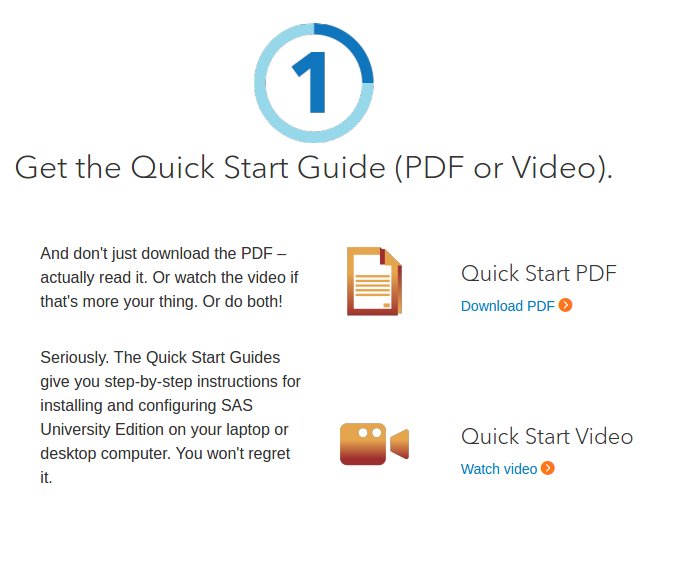 1
Get the Quick Start Guide (PDF or Video).
And don't just download the PDF –
actually read it. Or watch the video if
that's more your thing. Or do both!
Seriously. The Quick Start Guides
give you step-by-step instructions for
installing and configuring SAS
University Edition on your laptop or
desktop computer. You won't regret
it.
Quick Start PDF
Download PDF
Quick Start Video
Watch video